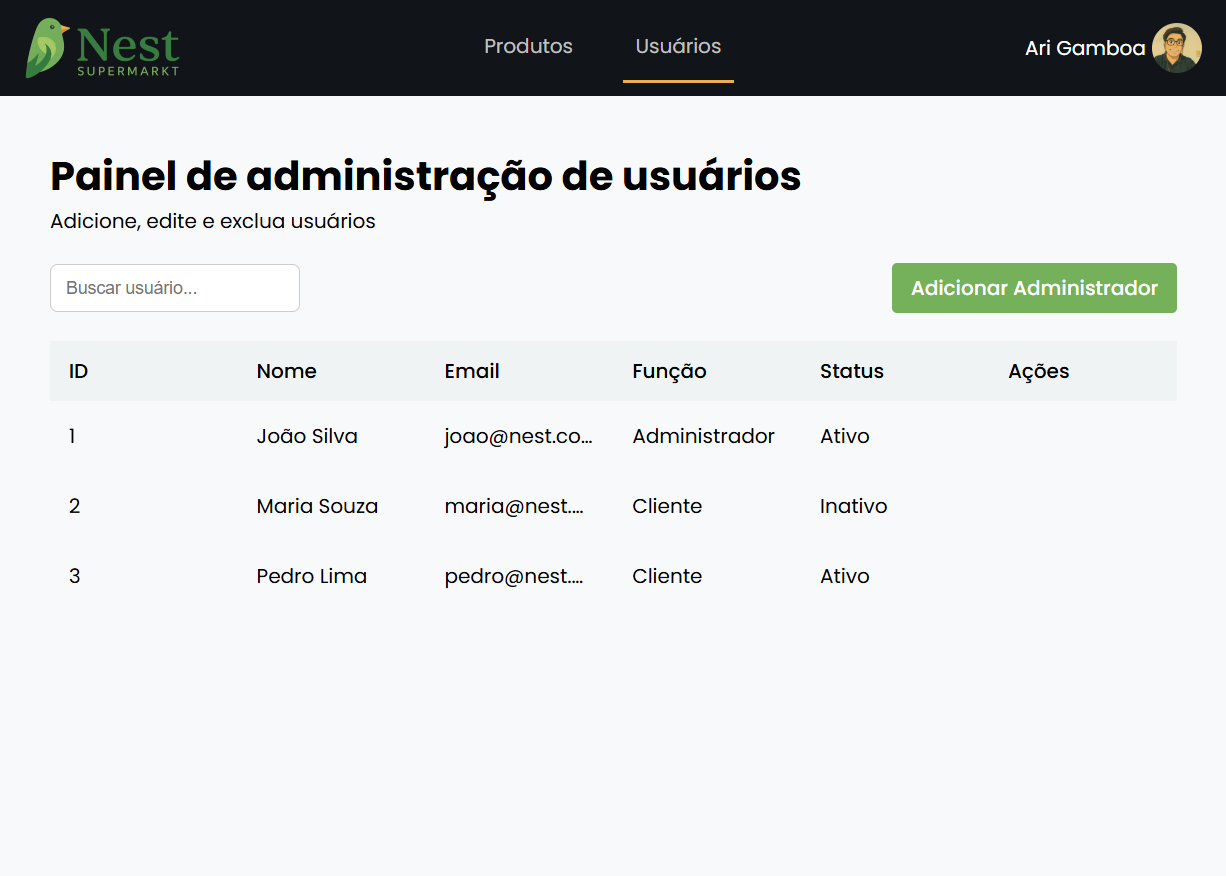 Nest
SUPERMARKT
Produtos Usuários Ari Gamboa
Painel de administração de usuários
Adicione, edite e exclua usuários
Buscar usuário... Adicionar Administrador
ID Nome Email Função Status Ações
1 João Silva joao@nest.co... Administrador Ativo
2 Maria Souza maria@nest.... Cliente Inativo
3 Pedro Lima pedro@nest.... Cliente Ativo